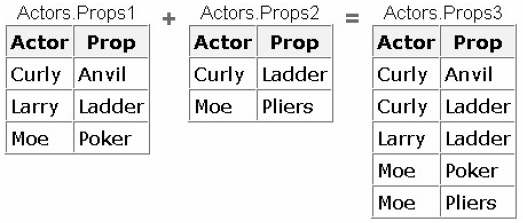 Actors.Props1 + Actors.Props2 = Actors.Props3
Actor Prop Actor Prop Actor Prop
Curly Anvil Curly Ladder Curly Anvil
Larry Ladder Moe Pliers Curly Ladder
Moe Poker Larry Ladder
Moe Poker
Moe Pliers